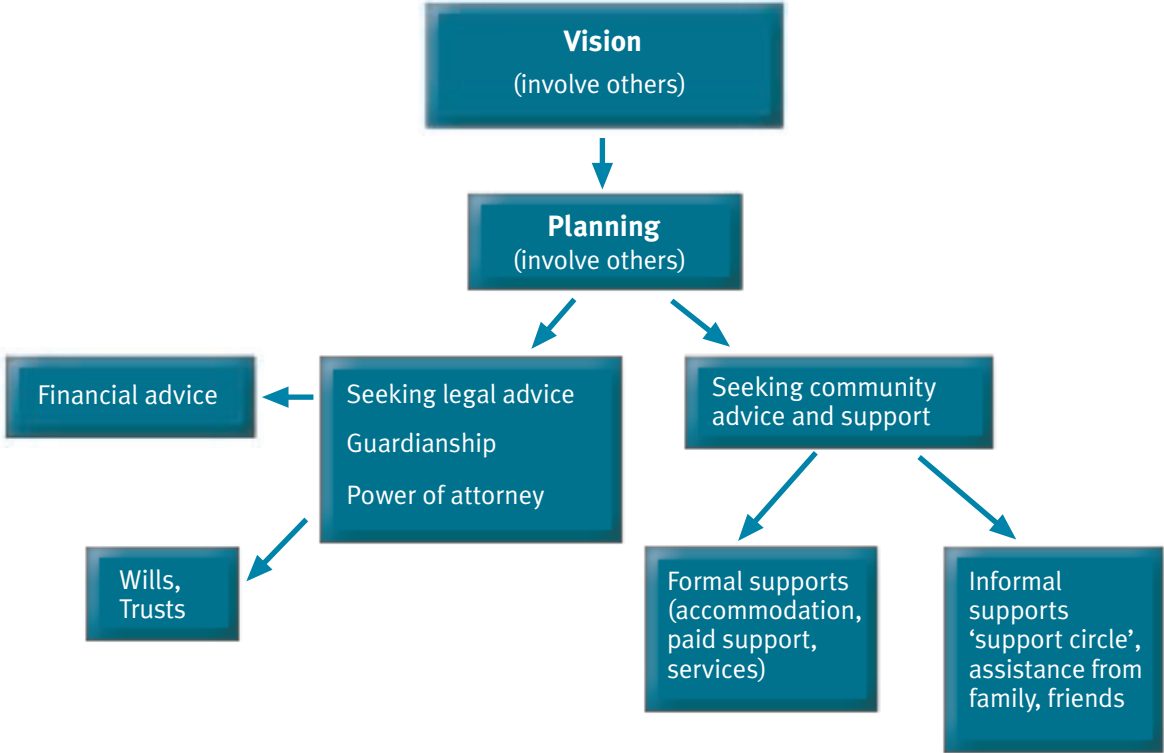 Vision
(involve others)
Planning
(involve others)
Financial advice
Seeking legal advice
Guardianship
Power of attorney
Seeking community
advice and support
Wills,
Trusts
Formal supports
(accommodation,
paid support,
services)
Informal
supports
‘support circle’,
assistance from
family, friends